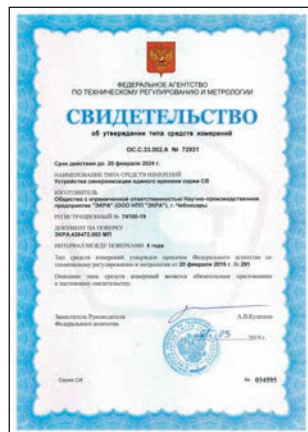 ФЕДЕРАЛЬНОЕ АГЕНТСТВО
ПО ТЕХНИЧЕСКОМУ РЕГУЛИРОВАНИЮ И МЕТРОЛОГИИ
СВИДЕТЕЛЬСТВО
об утверждении типа средств измерений
ОС.С.33.002.А № 72931
Срок действия до 20 февраля 2024 г.
НАИМЕНОВАНИЕ ТИПА СРЕДСТВ ИЗМЕРЕНИЙ
Устройства синхронизации единого времени серии СВ
ИЗГОТОВИТЕЛЬ
Общество с ограниченной ответственностью Научно-производственное
предприятие "ЭКРА" (ООО НПП "ЭКРА"), г. Чебоксары
РЕГИСТРАЦИОННЫЙ № 74100-19
ДОКУМЕНТ НА ПОВЕРКУ
ЭКРА.426472.003 МП
ИНТЕРВАЛ МЕЖДУ ПОВЕРКАМИ 4 года
Тип средств измерений утвержден приказом Федерального агентства по
техническому регулированию и метрологии от 20 февраля 2019 г. № 291
Описание типа средств измерений является обязательным приложением
к настоящему свидетельству.
Заместитель Руководителя А.В.Кулешов
Федерального агентства
2019 г.
Серия СИ № 034595